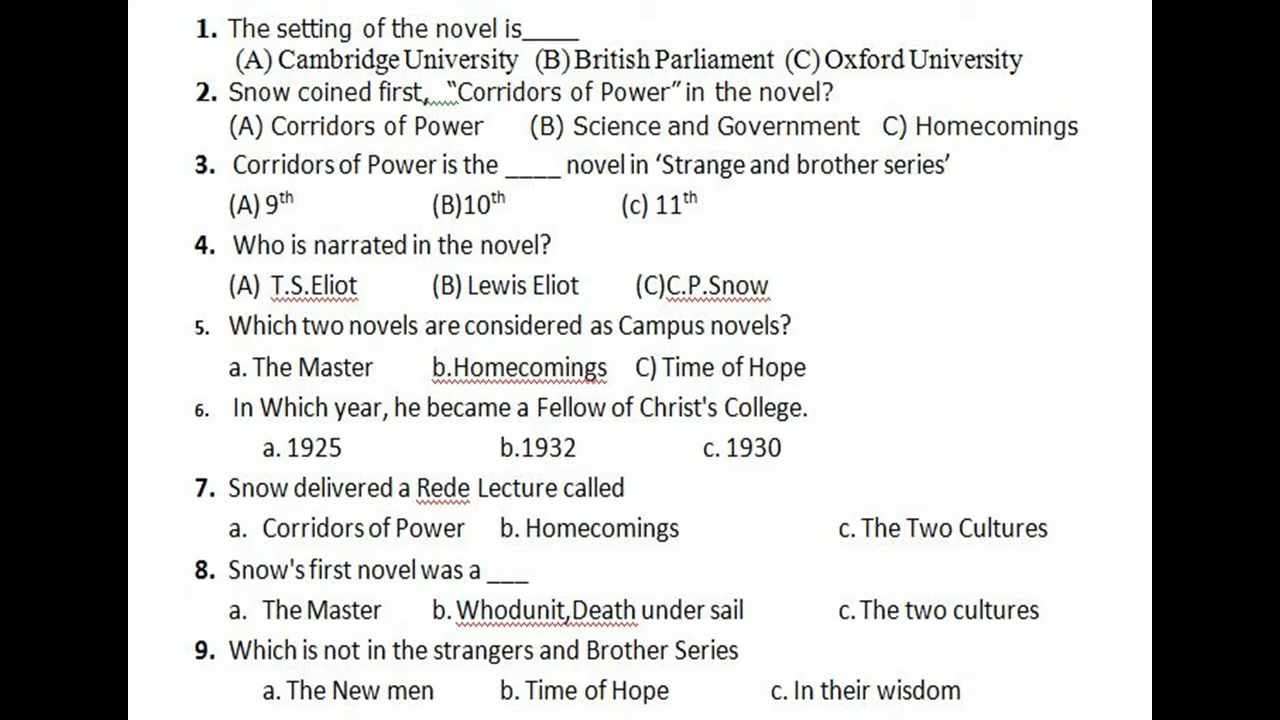 1. The setting of the novel is____
(A) Cambridge University (B) British Parliament (C) Oxford University
2. Snow coined first, “Corridors of Power” in the novel?
(A) Corridors of Power (B) Science and Government C) Homecomings
3. Corridors of Power is the ____ novel in ‘Strange and brother series’
(A) 9th (B)10th (c) 11th
4. Who is narrated in the novel?
(A) T.S.Eliot (B) Lewis Eliot (C)C.P.Snow
5. Which two novels are considered as Campus novels?
a. The Master b.Homecomings C) Time of Hope
6. In Which year, he became a Fellow of Christ's College.
a. 1925 b.1932 c. 1930
7. Snow delivered a Rede Lecture called
a. Corridors of Power b. Homecomings c. The Two Cultures
8. Snow's first novel was a ___
a. The Master b. Whodunit,Death under sail c. The two cultures
9. Which is not in the strangers and Brother Series
a. The New men b. Time of Hope c. In their wisdom